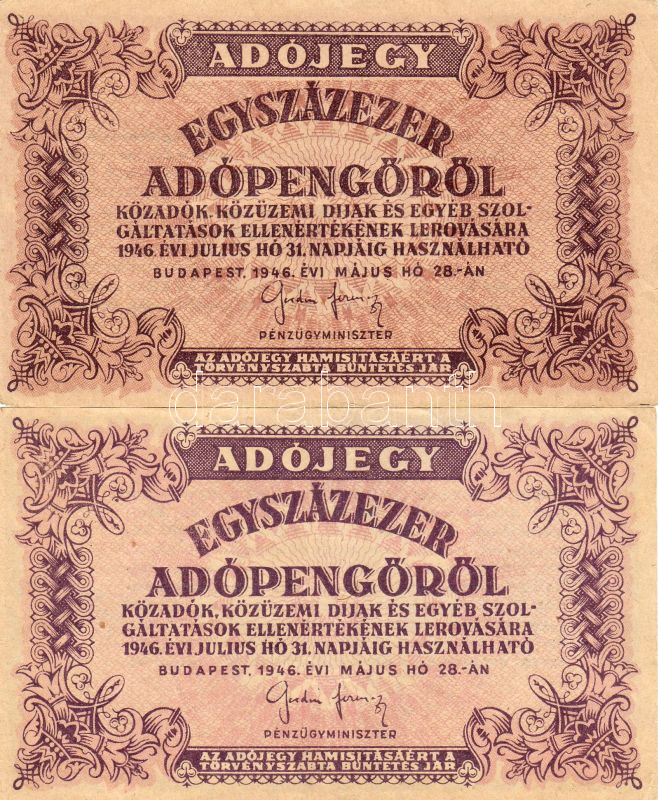 ADÓJEGY
EGYSZÁZEZER
ADÓPENGŐRŐL
KÖZADÓK, KÖZÜZEMI DIJAK ÉS EGYÉB SZOL-
GÁLTATÁSOK ELLENÉRTÉKÉNEK LEROVÁSÁRA
1946. ÉVI JULIUS HÓ 31. NAPJÁIG HASZNÁLHATÓ
BUDAPEST, 1946. ÉVI MÁJUS HÓ 28.-ÁN
PÉNZÜGYMINISZTER
AZ ADÓJEGY HAMISITÁSÁÉRT A
TÖRVÉNYSZABTA BÜNTETÉS JÁR
darabanth
ADÓJEGY
EGYSZÁZEZER
ADÓPENGŐRŐL
KÖZADÓK, KÖZÜZEMI DIJAK ÉS EGYÉB SZOL-
GÁLTATÁSOK ELLENÉRTÉKÉNEK LEROVÁSÁRA
1946. ÉVI JULIUS HÓ 31. NAPJÁIG HASZNÁLHATÓ
BUDAPEST, 1946. ÉVI MÁJUS HÓ 28.-ÁN
PÉNZÜGYMINISZTER
AZ ADÓJEGY HAMISITÁSÁÉRT A
TÖRVÉNYSZABTA BÜNTETÉS JÁR